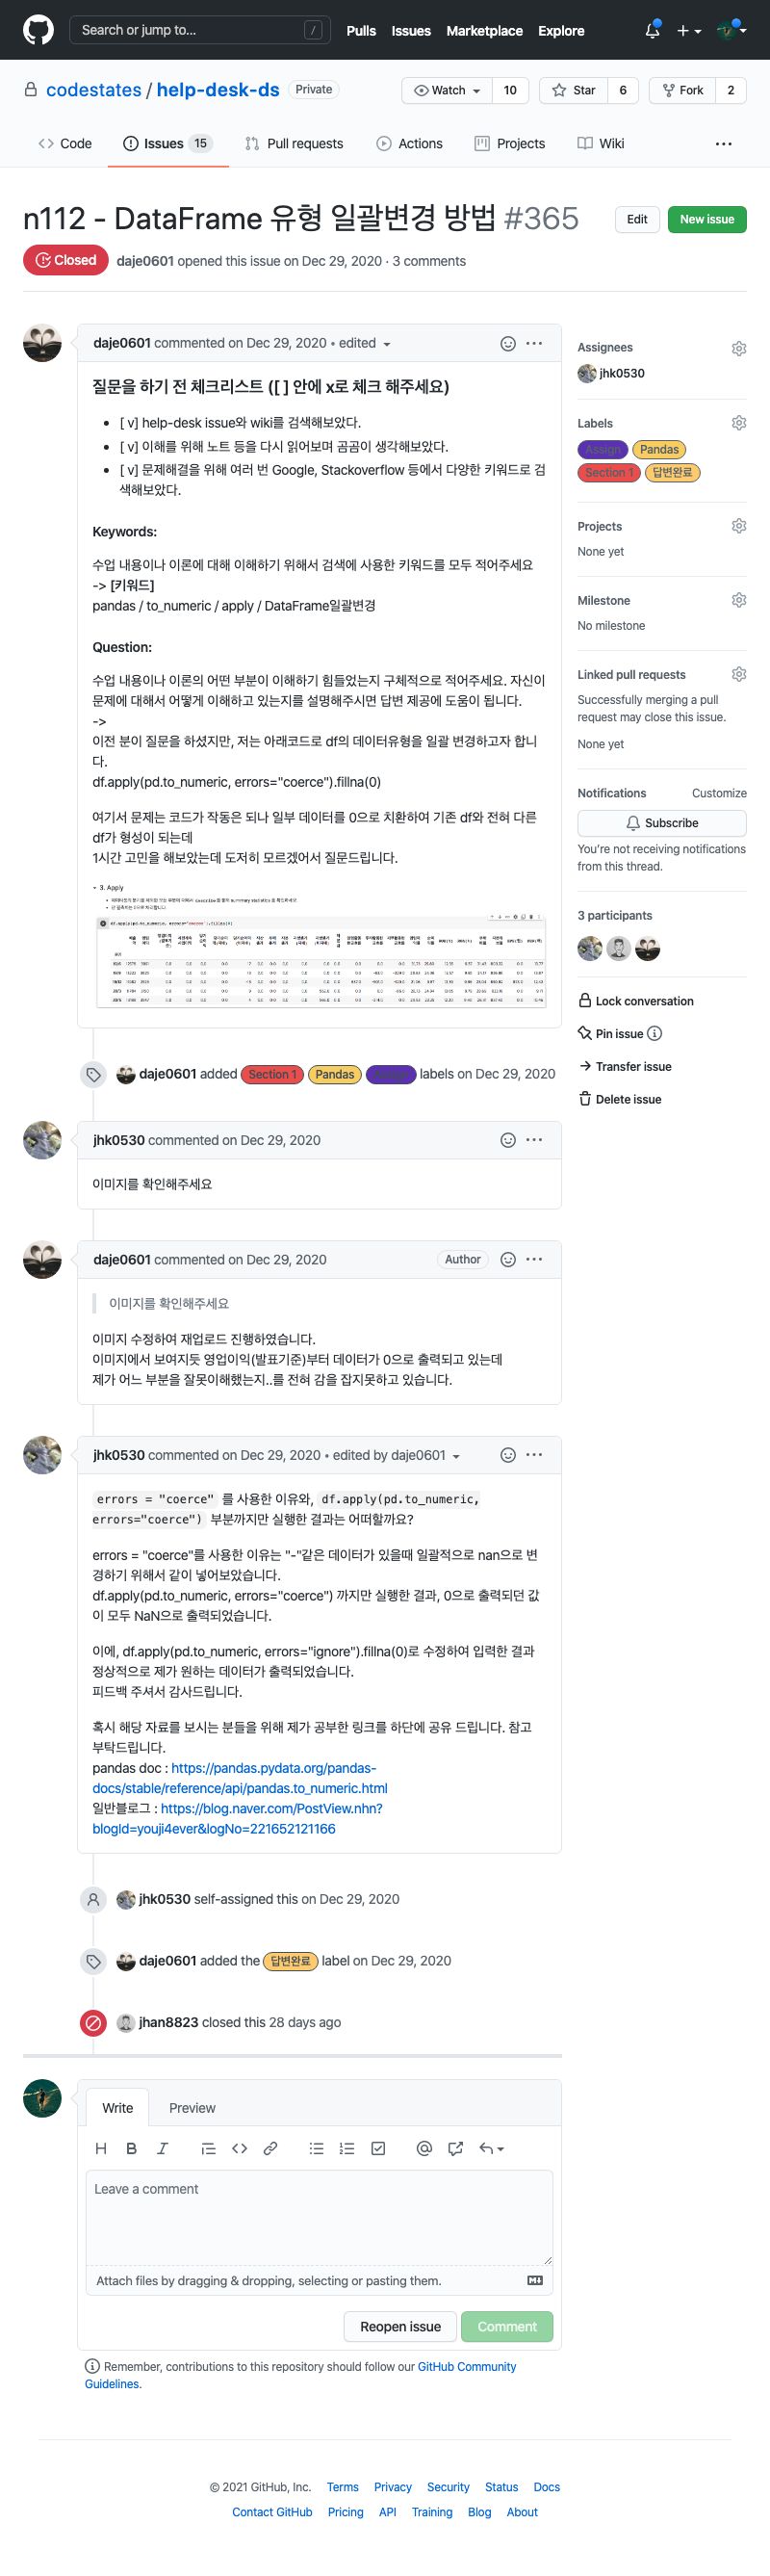 Search or jump to... /
Pulls Issues Marketplace Explore
codestates / help-desk-ds Private
Watch 10 Star 6 Fork 2
Code Issues 15 Pull requests Actions Projects Wiki
n112 - DataFrame 유형 일괄변경 방법 #365
Edit New issue
Closed daje0601 opened this issue on Dec 29, 2020 · 3 comments
daje0601 commented on Dec 29, 2020 • edited
질문을 하기 전 체크리스트 ([ ] 안에 x로 체크 해주세요)
[ v] help-desk issue와 wiki를 검색해보았다.
[ v] 이해를 위해 노트 등을 다시 읽어보며 곰곰이 생각해보았다.
[ v] 문제해결을 위해 여러 번 Google, Stackoverflow 등에서 다양한 키워드로 검
색해보았다.
Keywords:
수업 내용이나 이론에 대해 이해하기 위해서 검색에 사용한 키워드를 모두 적어주세요
-> [키워드]
pandas / to_numeric / apply / DataFrame일괄변경
Question:
수업 내용이나 이론의 어떤 부분이 이해하기 힘들었는지 구체적으로 적어주세요. 자신이
문제에 대해서 어떻게 이해하고 있는지를 설명해주시면 답변 제공에 도움이 됩니다.
->
이전 분이 질문을 하셨지만, 저는 아래코드로 df의 데이터유형을 일괄 변경하고자 합니
다.
df.apply(pd.to_numeric, errors="coerce").fillna(0)
여기서 문제는 코드가 작동은 되나 일부 데이터를 0으로 치환하여 기존 df와 전혀 다른
df가 형성이 되는데
1시간 고민을 해보았는데 도저히 모르겠어서 질문드립니다.
3. Apply
df.apply(pd.to_numeric, errors="coerce").fillna(0)
daje0601 added Section 1 Pandas Assign labels on Dec 29, 2020
jhk0530 commented on Dec 29, 2020
이미지를 확인해주세요
daje0601 commented on Dec 29, 2020 Author
이미지를 확인해주세요
이미지 수정하여 재업로드 진행하였습니다.
이미지에서 보여지듯 영업이익(발표기준)부터 데이터가 0으로 출력되고 있는데
제가 어느 부분을 잘못이해했는지..를 전혀 감을 잡지못하고 있습니다.
jhk0530 commented on Dec 29, 2020 • edited by daje0601
errors = "coerce" 를 사용한 이유와, df.apply(pd.to_numeric,
errors="coerce") 부분까지만 실행한 결과는 어떠할까요?
errors = "coerce"를 사용한 이유는 "-"같은 데이터가 있을때 일괄적으로 nan으로 변
경하기 위해서 같이 넣어보았습니다.
df.apply(pd.to_numeric, errors="coerce") 까지만 실행한 결과, 0으로 출력되던 값
이 모두 NaN으로 출력되었습니다.
이에, df.apply(pd.to_numeric, errors="ignore").fillna(0)로 수정하여 입력한 결과
정상적으로 제가 원하는 데이터가 출력되었습니다.
피드백 주셔서 감사드립니다.
혹시 해당 자료를 보시는 분들을 위해 제가 공부한 링크를 하단에 공유 드립니다. 참고
부탁드립니다.
pandas doc : https://pandas.pydata.org/pandas-
docs/stable/reference/api/pandas.to_numeric.html
일반블로그 : https://blog.naver.com/PostView.nhn?
blogId=youji4ever&logNo=221652121166
jhk0530 self-assigned this on Dec 29, 2020
daje0601 added the 답변완료 label on Dec 29, 2020
jhan8823 closed this 28 days ago
Write Preview
Leave a comment
Attach files by dragging & dropping, selecting or pasting them.
Reopen issue Comment
Remember, contributions to this repository should follow our GitHub Community
Guidelines.
Assignees
jhk0530
Labels
Assign Pandas
Section 1 답변완료
Projects
None yet
Milestone
No milestone
Linked pull requests
Successfully merging a pull
request may close this issue.
None yet
Notifications Customize
Subscribe
You're not receiving notifications
from this thread.
3 participants
Lock conversation
Pin issue
Transfer issue
Delete issue
© 2021 GitHub, Inc. Terms Privacy Security Status Docs
Contact GitHub Pricing API Training Blog About